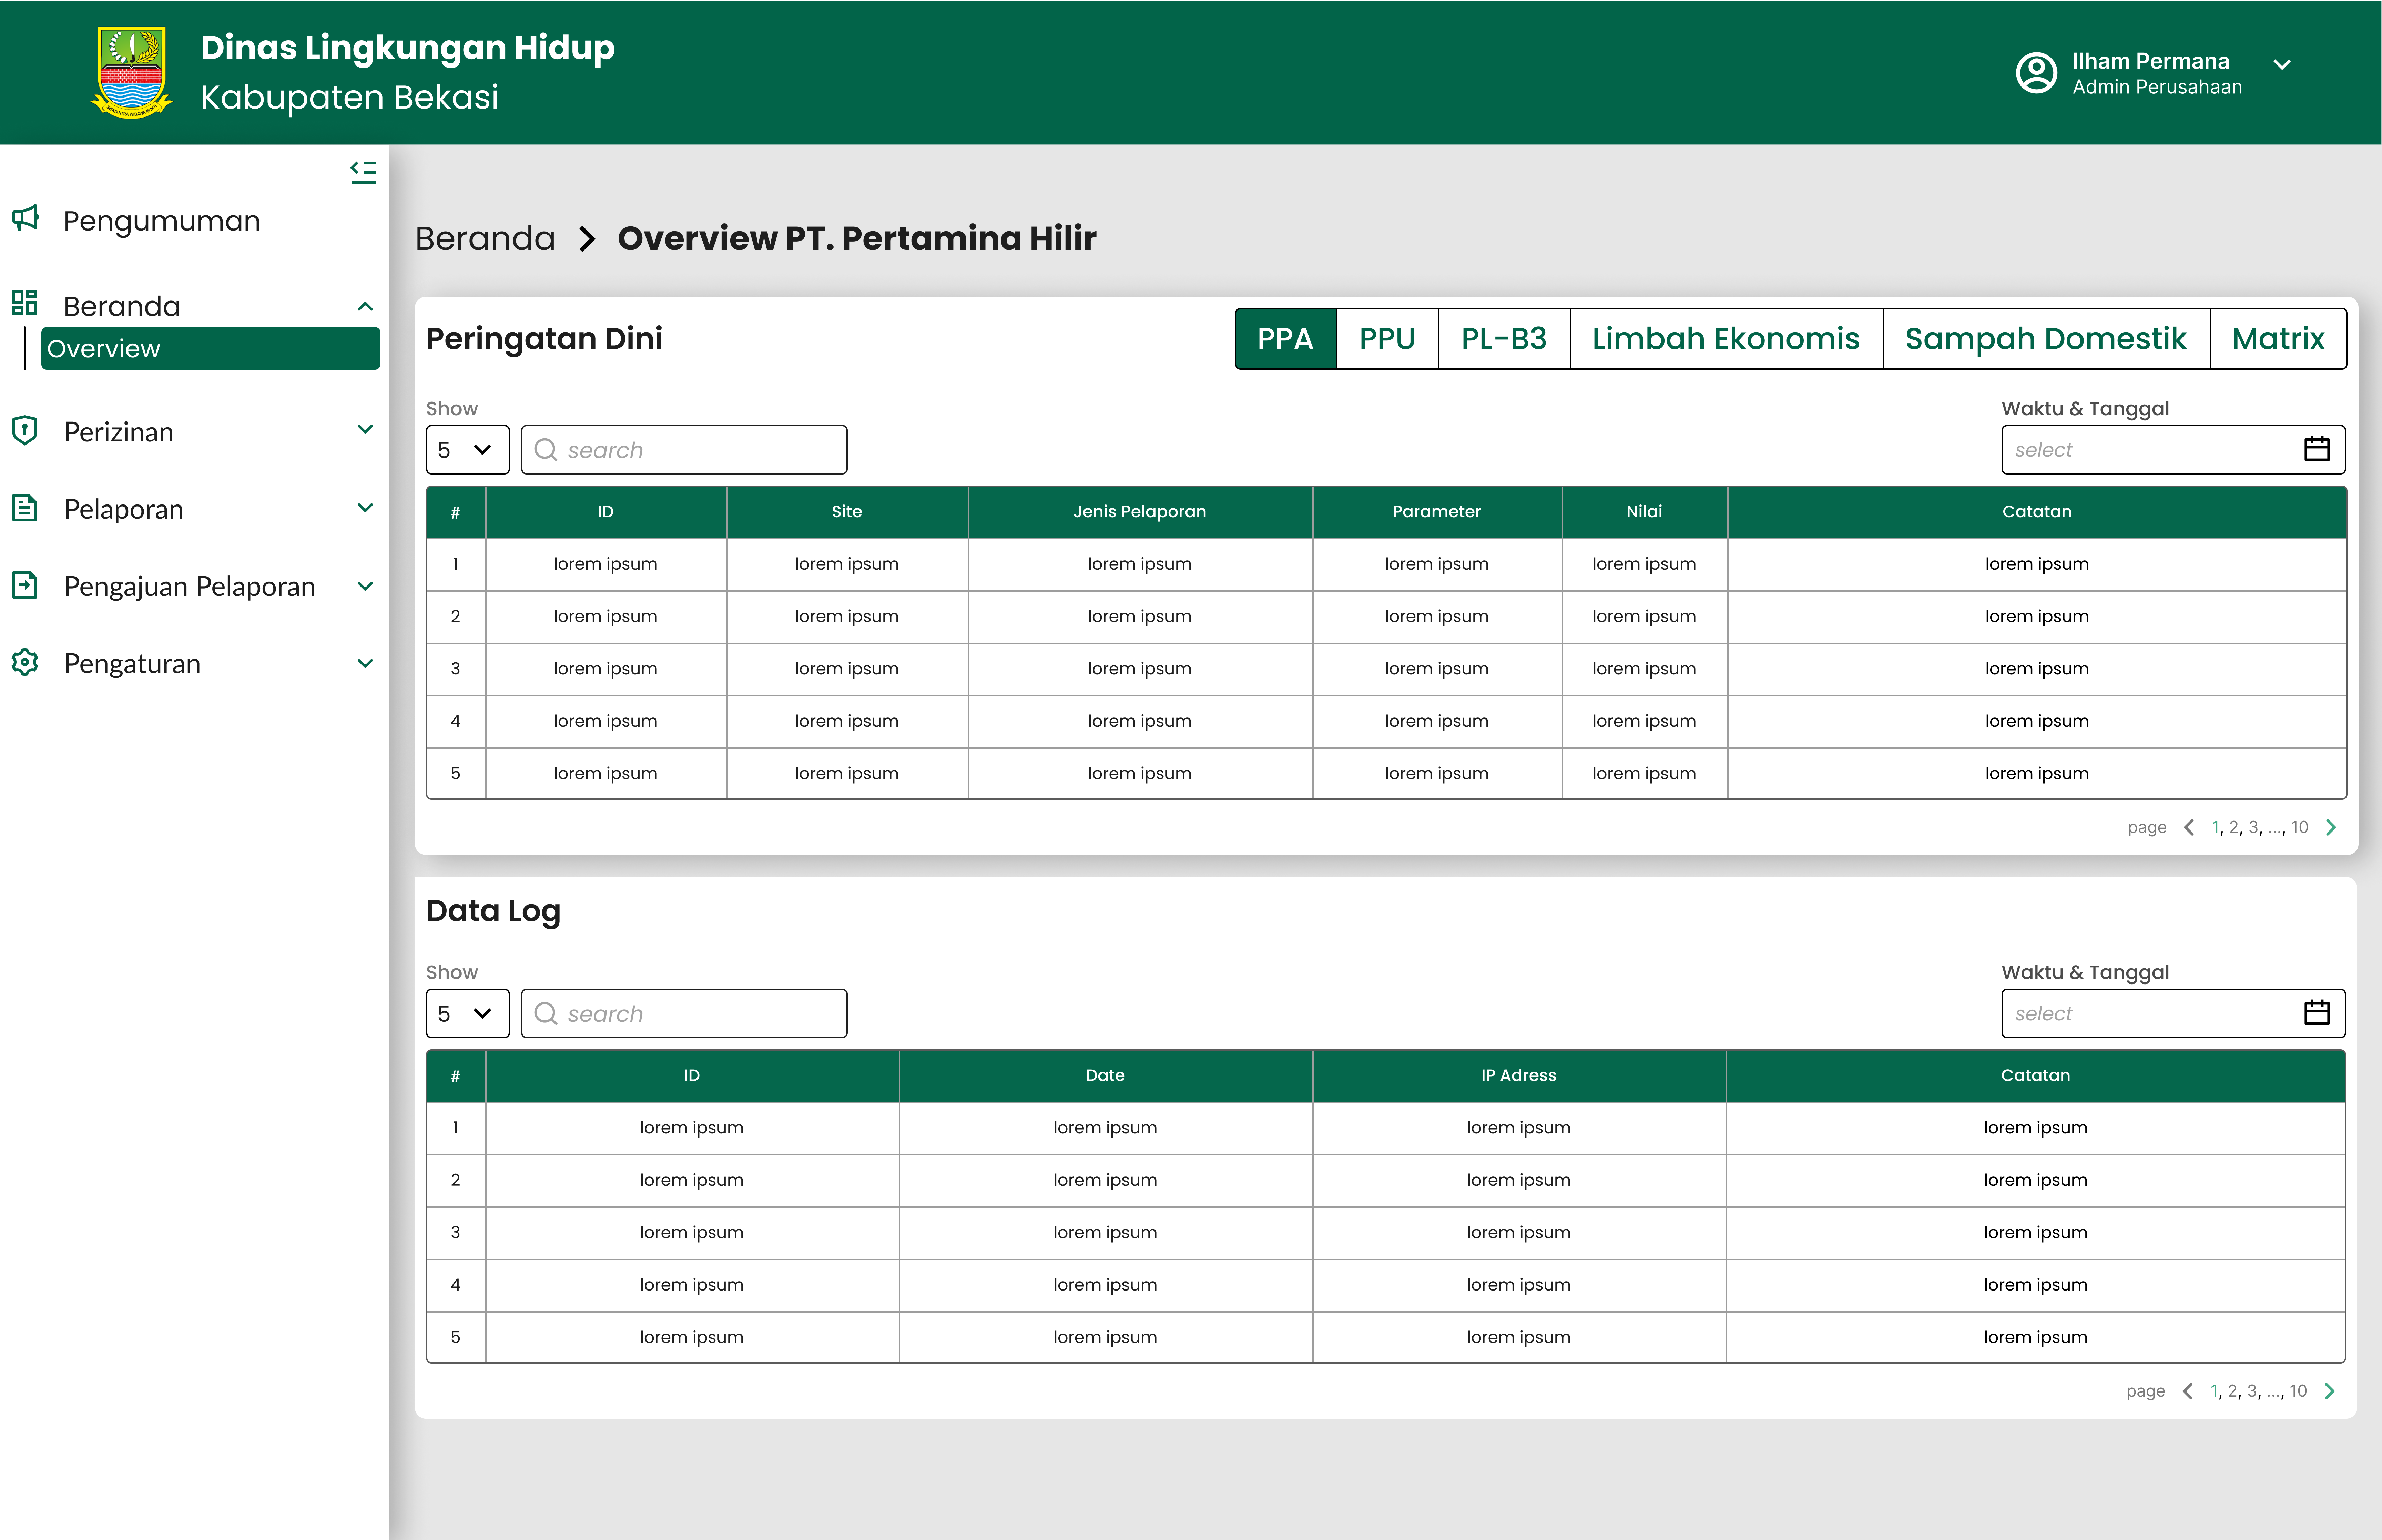 Dinas Lingkungan Hidup
Kabupaten Bekasi
Ilham Permana
Admin Perusahaan
Pengumuman
Beranda
Overview
Perizinan
Pelaporan
Pengajuan Pelaporan
Pengaturan
Beranda > Overview PT. Pertamina Hilir
Peringatan Dini
PPA PPU PL-B3 Limbah Ekonomis Sampah Domestik Matrix
Show
Waktu & Tanggal
5 search
select
# ID Site Jenis Pelaporan Parameter Nilai Catatan
1 lorem ipsum lorem ipsum lorem ipsum lorem ipsum lorem ipsum lorem ipsum
2 lorem ipsum lorem ipsum lorem ipsum lorem ipsum lorem ipsum lorem ipsum
3 lorem ipsum lorem ipsum lorem ipsum lorem ipsum lorem ipsum lorem ipsum
4 lorem ipsum lorem ipsum lorem ipsum lorem ipsum lorem ipsum lorem ipsum
5 lorem ipsum lorem ipsum lorem ipsum lorem ipsum lorem ipsum lorem ipsum
page < 1, 2, 3, ..., 10 >
Data Log
Show
Waktu & Tanggal
5 search
select
# ID Date IP Adress Catatan
1 lorem ipsum lorem ipsum lorem ipsum lorem ipsum
2 lorem ipsum lorem ipsum lorem ipsum lorem ipsum
3 lorem ipsum lorem ipsum lorem ipsum lorem ipsum
4 lorem ipsum lorem ipsum lorem ipsum lorem ipsum
5 lorem ipsum lorem ipsum lorem ipsum lorem ipsum
page < 1, 2, 3, ..., 10 >